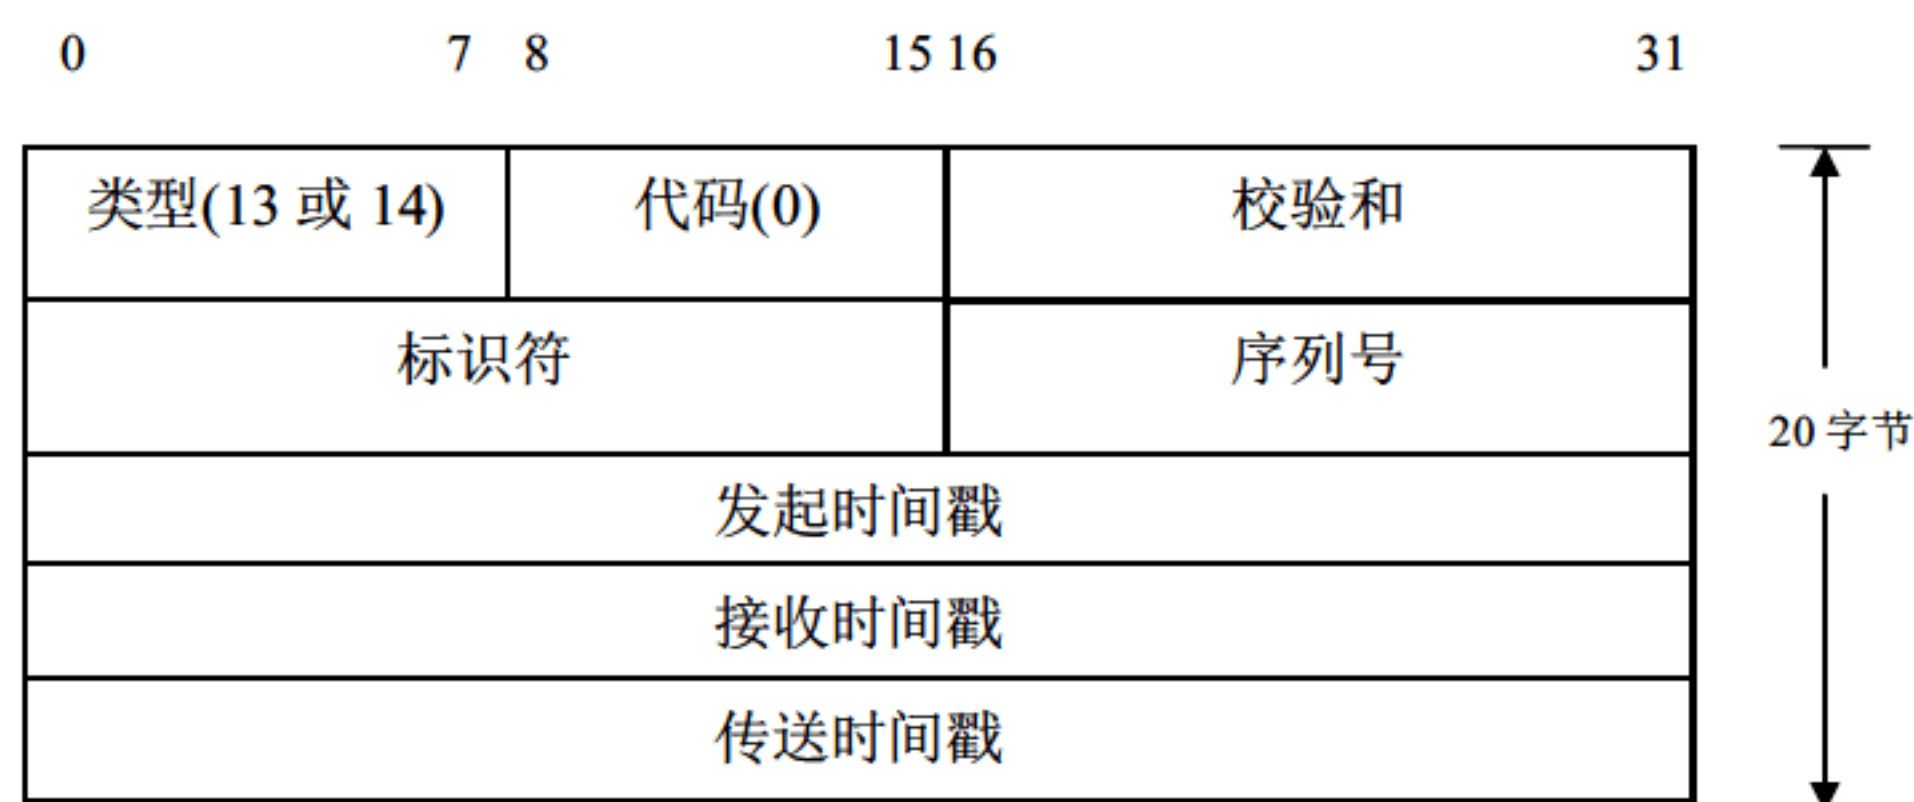 0 7 8 15 16 31
类型(13 或 14) 代码(0) 校验和
标识符 序列号
20 字节
发起时间戳
接收时间戳
传送时间戳